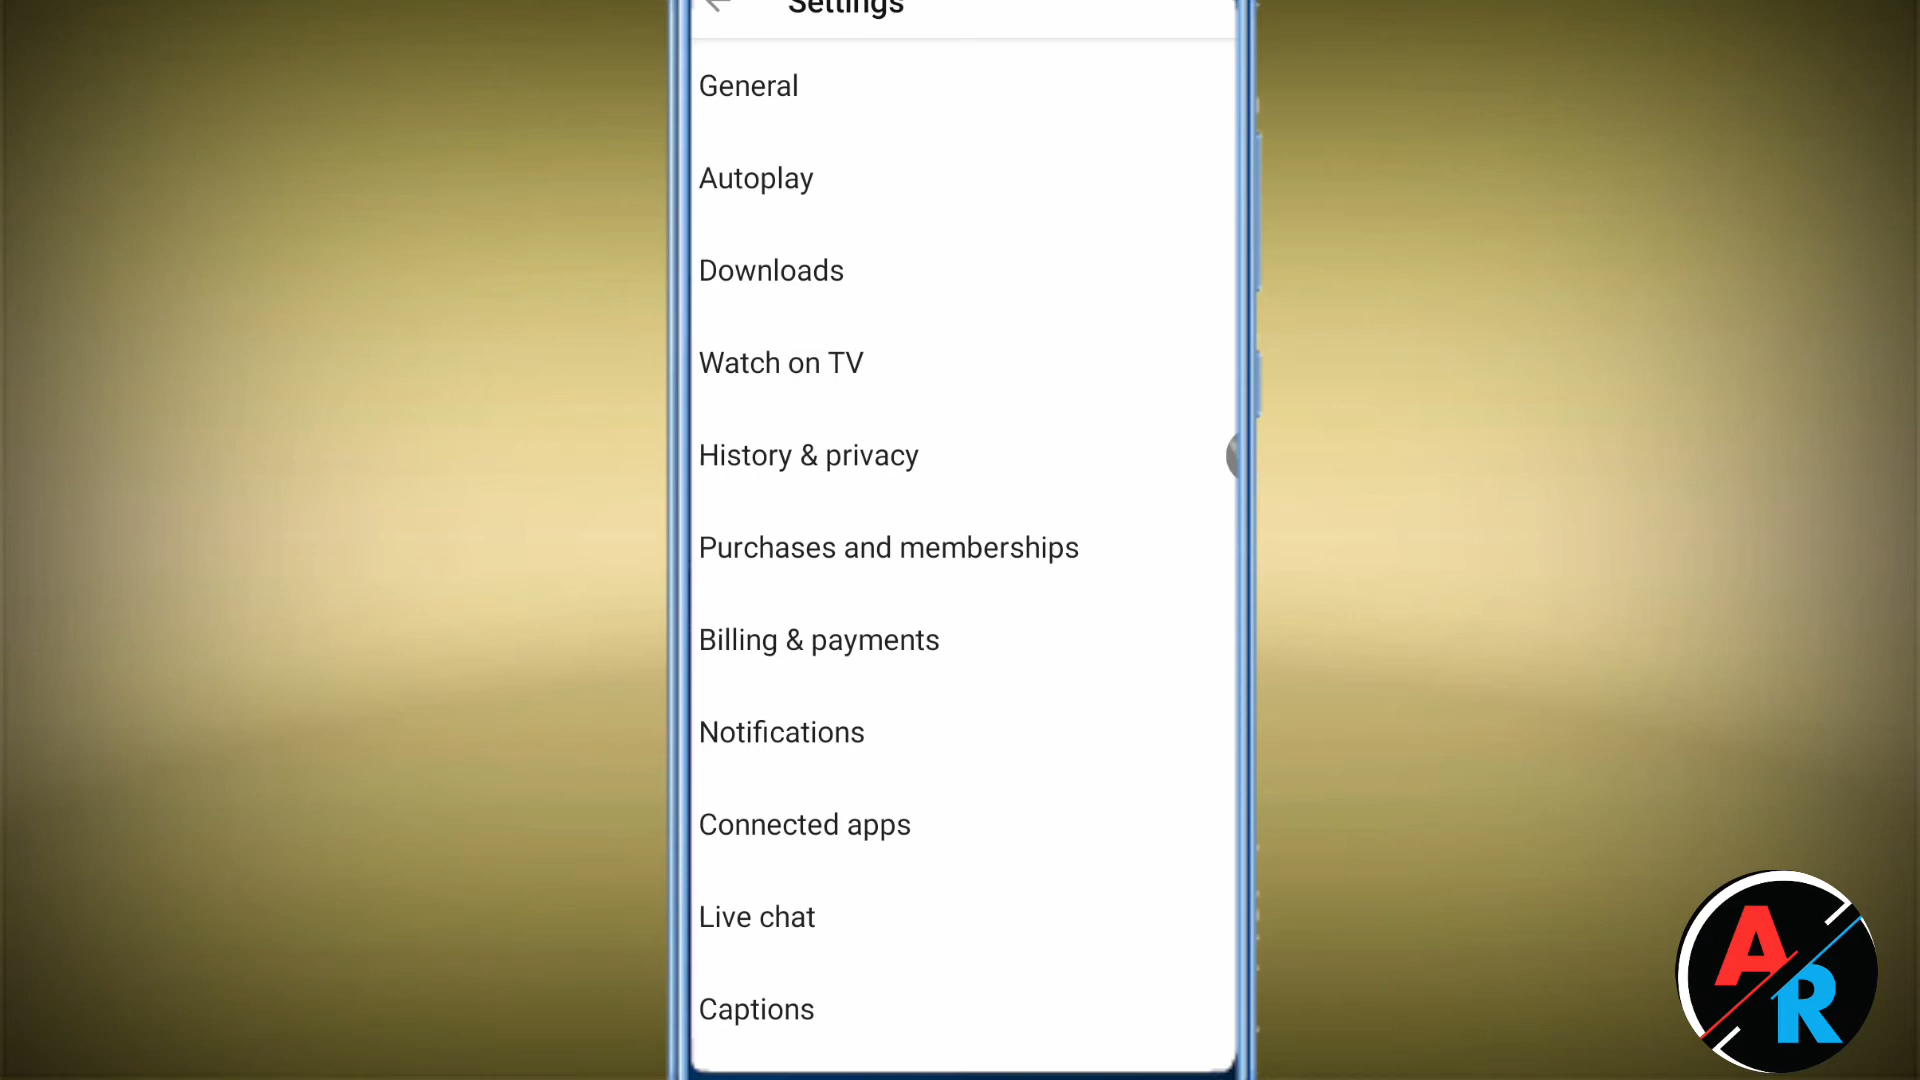 Settings
General
Autoplay
Downloads
Watch on TV
History & privacy
Purchases and memberships
Billing & payments
Notifications
Connected apps
Live chat
Captions
A
R